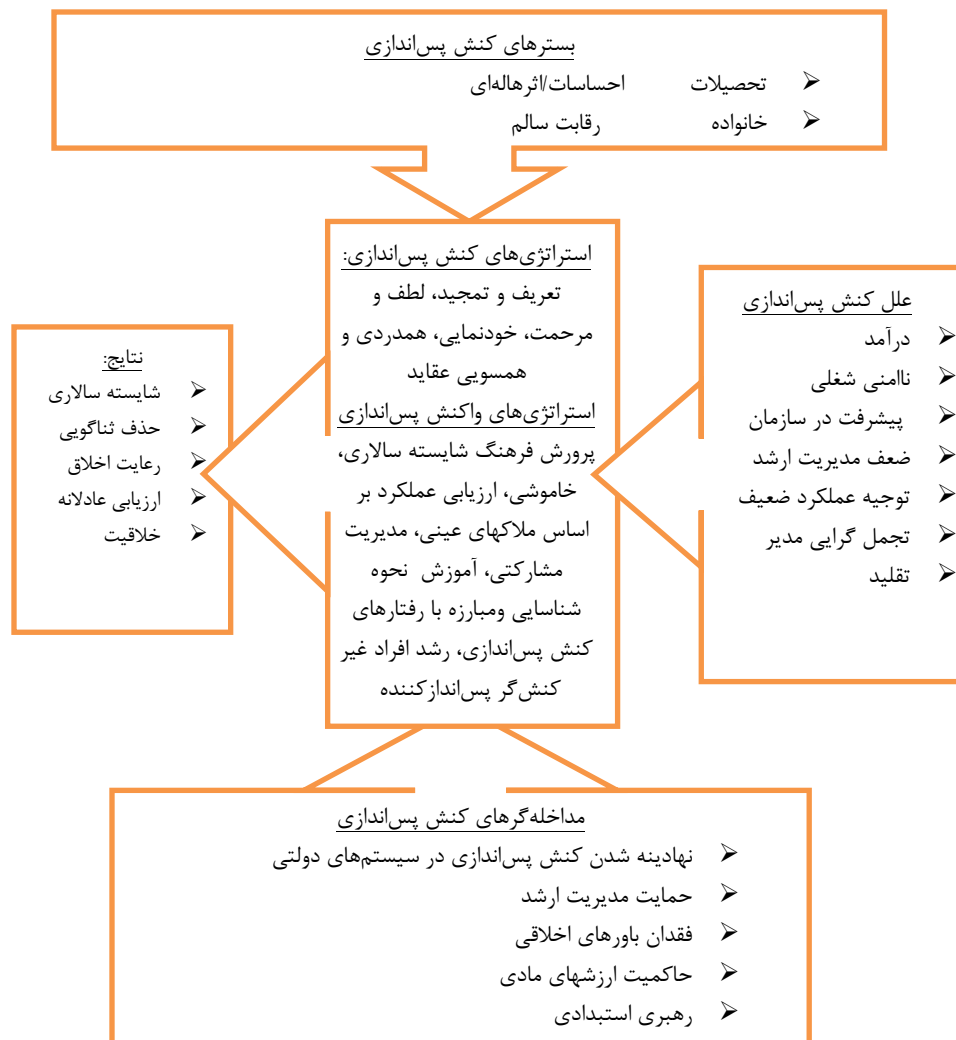 بسترهای کنش پس‌اندازی
تحصیلات احساسات/اثرهاله‌ای
خانواده رقابت سالم
علل کنش پس‌اندازی
درآمد
ناامنی شغلی
پیشرفت در سازمان
ضعف مدیریت ارشد
توجیه عملکرد ضعیف
تجمل گرایی مدیر
تقلید
استراتژی‌های کنش پس‌اندازی:
تعریف و تمجید، لطف و
مرحمت، خودنمایی، همدردی و
همسویی عقاید
استراتژی‌های واکنش پس‌اندازی
پرورش فرهنگ شایسته سالاری،
خاموشی، ارزیابی عملکرد بر
اساس ملاکهای عینی، مدیریت
مشارکتی، آموزش نحوه
شناسایی ومبارزه با رفتارهای
کنش پس‌اندازی، رشد افراد غیر
کنش‌گر پس‌اندازکننده
نتایج:
شایسته سالاری
حذف ثناگویی
رعایت اخلاق
ارزیابی عادلانه
خلاقیت
مداخله‌گرهای کنش پس‌اندازی
نهادینه شدن کنش پس‌اندازی در سیستم‌های دولتی
حمایت مدیریت ارشد
فقدان باورهای اخلاقی
حاکمیت ارزشهای مادی
رهبری استبدادی